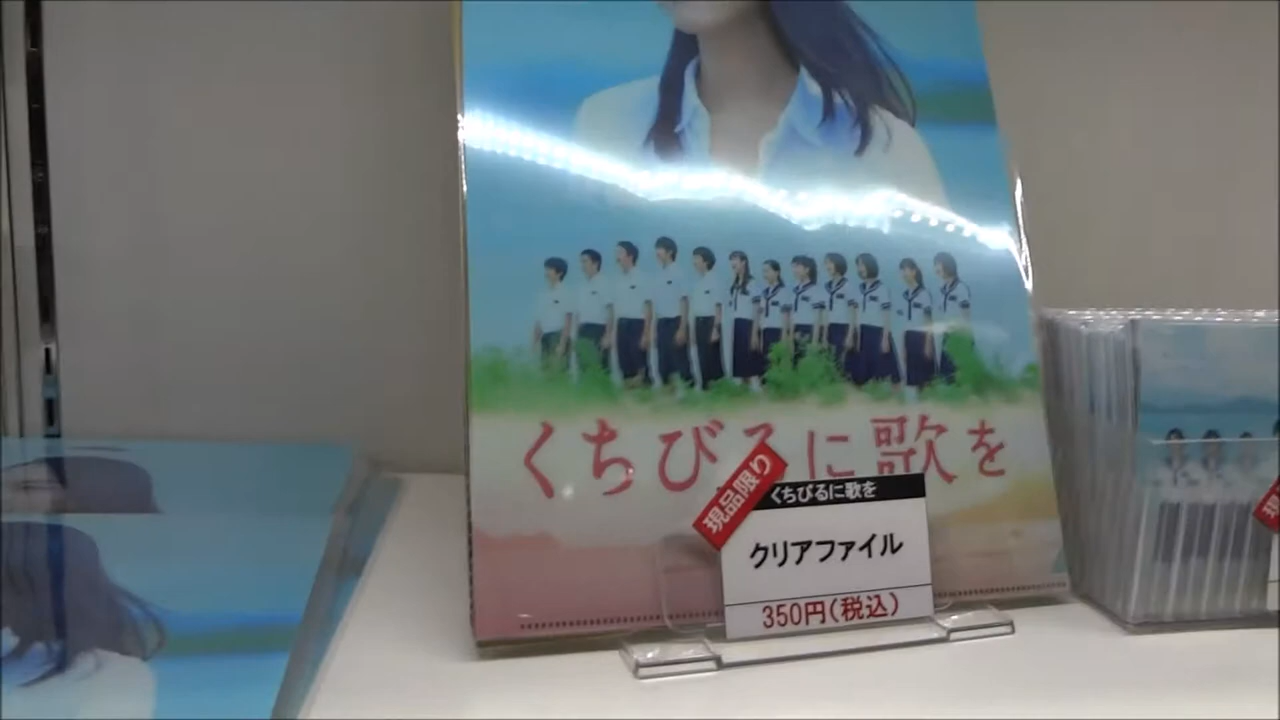 くちびるに歌を
現品限り
くちびるに歌を
クリアファイル
350円(税込)